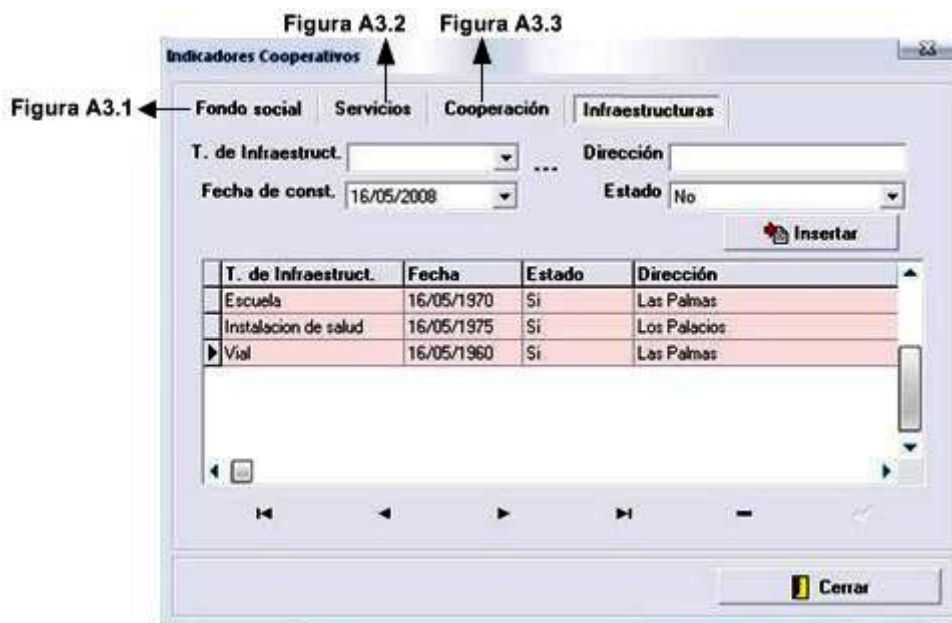 Figura A3.2 Figura A3.3
Indicadores Cooperativos
Figura A3.1 Fondo social Servicios Cooperación Infraestructuras
T. de Infraestruct. ... Dirección
Fecha de const. 16/05/2008 Estado No
Insertar
T. de Infraestruct. Fecha Estado Dirección
Escuela 16/05/1970 Si Las Palmas
Instalacion de salud 16/05/1975 Si Los Palacios
Vial 16/05/1960 Si Las Palmas
Cerrar